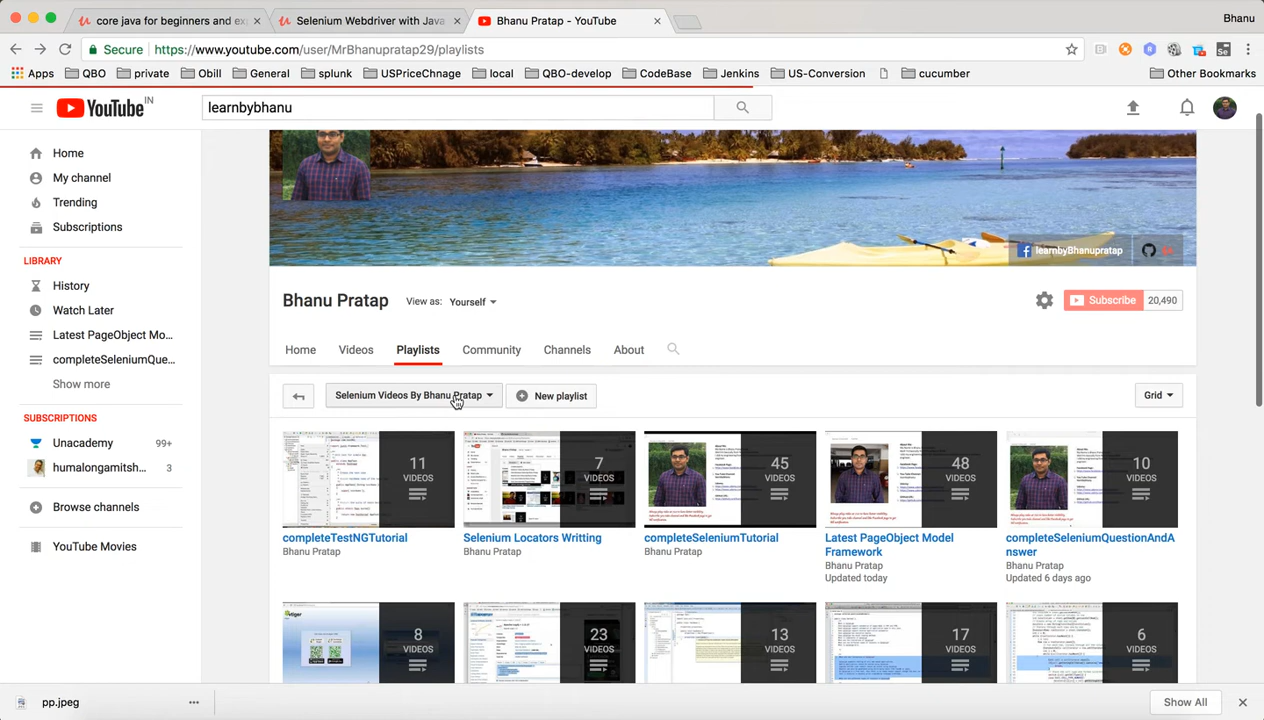 core java for beginners and ex
Selenium Webdriver with Java
Bhanu Pratap - YouTube
Bhanu
Secure
https://www.youtube.com/user/MrBhanupratap29/playlists
Apps
QBO
private
Obill
General
splunk
USPriceChnage
local
QBO-develop
CodeBase
Jenkins
US-Conversion
cucumber
Other Bookmarks
YouTube IN
learnbybhanu
Home
My channel
Trending
Subscriptions
LIBRARY
History
Watch Later
Latest PageObject Mo...
completeSeleniumQue...
Show more
SUBSCRIPTIONS
Unacademy 99+
humalongamitsh... 3
Browse channels
YouTube Movies
learnbyBhanupratap
Bhanu Pratap
View as: Yourself
Subscribe 20,490
Home Videos Playlists Community Channels About
Selenium Videos By Bhanu Pratap
New playlist
Grid
11 VIDEOS
7 VIDEOS
45 VIDEOS
48 VIDEOS
10 VIDEOS
completeTestNGTutorial
Bhanu Pratap
Selenium Locators Writting
Bhanu Pratap
completeSeleniumTutorial
Bhanu Pratap
Latest PageObject Model
Framework
Bhanu Pratap
Updated today
completeSeleniumQuestionAndA
nswer
Bhanu Pratap
Updated 6 days ago
8 VIDEOS
23 VIDEOS
13 VIDEOS
17 VIDEOS
6 VIDEOS
pp.jpeg
Show All